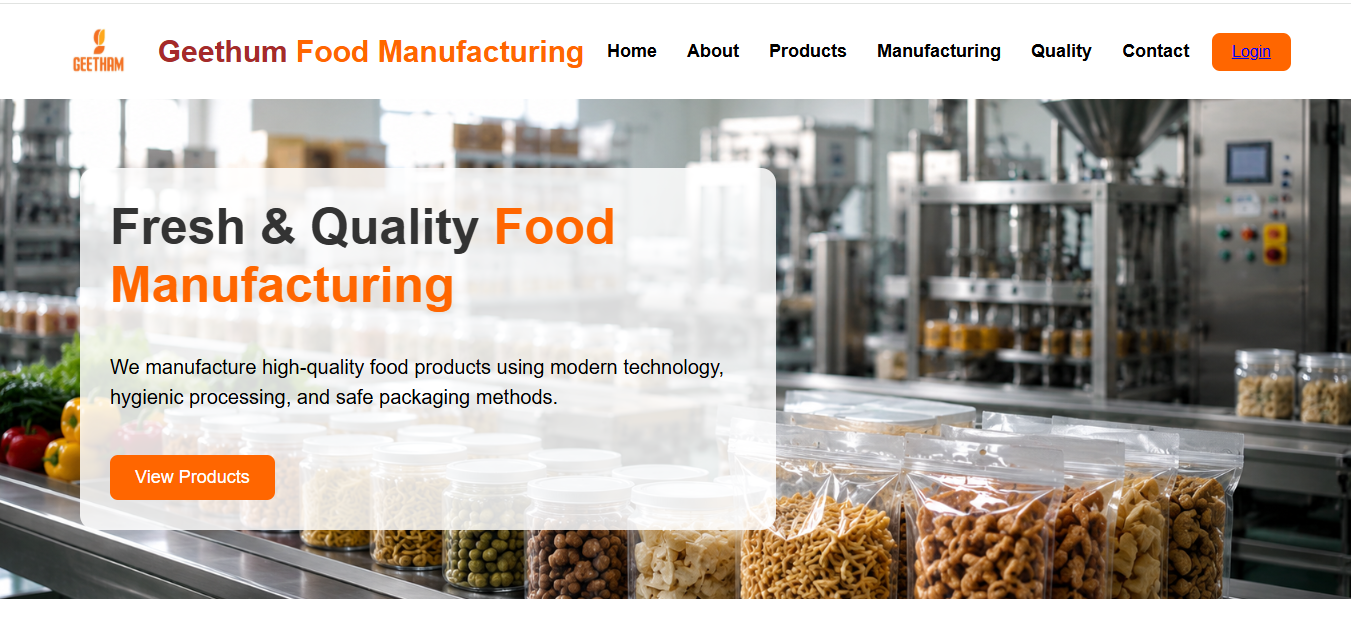 GEETHAM
Geethum Food Manufacturing
Home
About
Products
Manufacturing
Quality
Contact
Login
Fresh & Quality Food
Manufacturing
We manufacture high-quality food products using modern technology,
hygienic processing, and safe packaging methods.
View Products